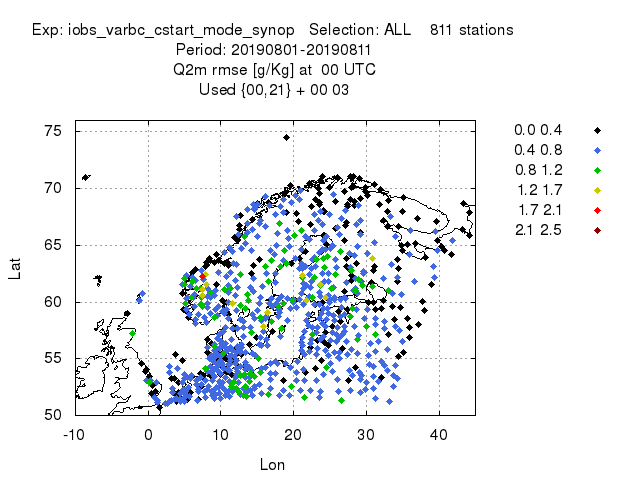 Exp: iobs_varbc_cstart_mode_synop   Selection: ALL    811 stations
Period: 20190801-20190811
Q2m rmse [g/Kg] at  00 UTC
Used {00,21} + 00 03
0.0 0.4
0.4 0.8
0.8 1.2
1.2 1.7
1.7 2.1
2.1 2.5
75
70
65
60
55
50
Lat
-10 0 10 20 30 40
Lon